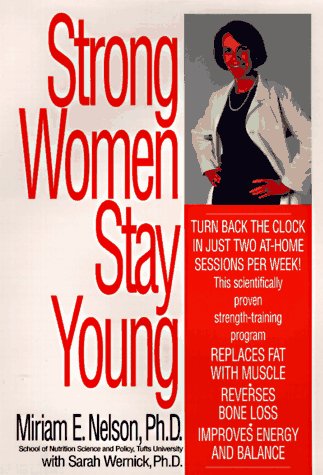 Strong
Women
Stay
Young
Miriam E. Nelson, Ph.D.
School of Nutrition Science and Policy, Tufts University
with Sarah Wernick, Ph.D.
TURN BACK THE CLOCK
IN JUST TWO AT-HOME
SESSIONS PER WEEK!
This scientifically
proven
strength-training
program
REPLACES FAT
WITH MUSCLE
•
REVERSES
BONE LOSS
•
IMPROVES ENERGY
AND BALANCE